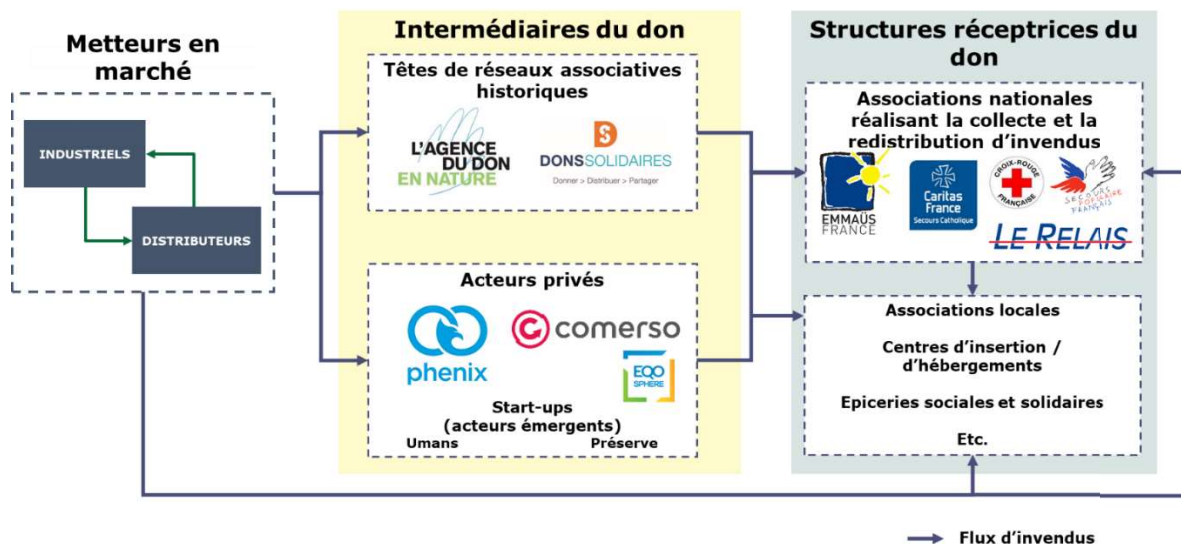 Metteurs en
marché
INDUSTRIELS
DISTRIBUTEURS
Intermédiaires du don
Têtes de réseaux associatives
historiques
L'AGENCE
DU DON
EN NATURE
DS
DONSSOLIDAIRES
Donner > Distribuer > Partager
Acteurs privés
phenix
comerso
EQO
SPHERE
Start-ups
(acteurs émergents)
Umans Préserve
Structures réceptrices du
don
Associations nationales
réalisant la collecte et la
redistribution d'invendus
EMMAÜS
FRANCE
Caritas
France
Secours Catholique
CROIX-ROUGE
FRANÇAISE
SECOURS
POPULAIRE
FRANÇAIS
LE RELAIS
Associations locales
Centres d'insertion /
d'hébergements
Epiceries sociales et solidaires
Etc.
Flux d'invendus